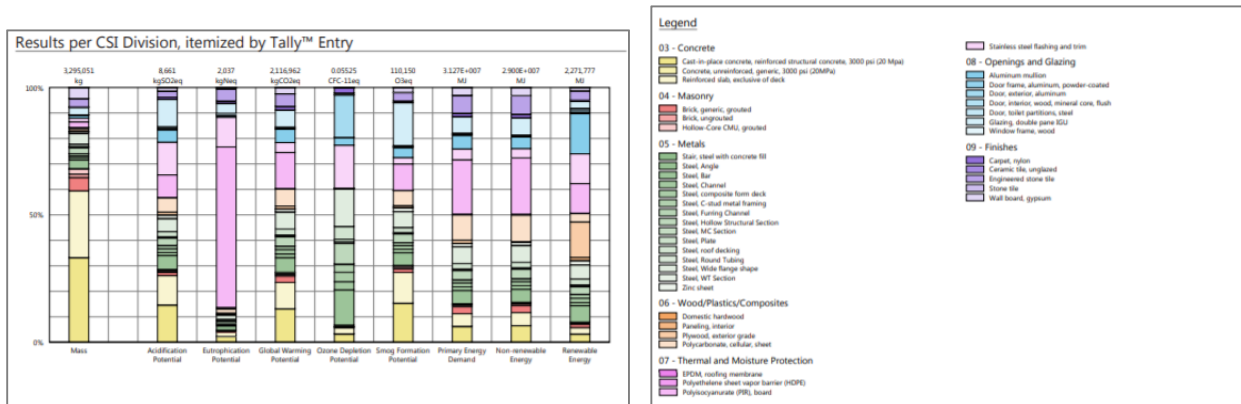 Results per CSI Division, itemized by Tally™ Entry
3,295,051 8,661 2,037 2,116,962 0.05525 110,150 3.127E+007 2.900E+007 2,271,777
kg kgSO2eq kgNeq kgCO2eq CFC-11eq O3eq MJ MJ MJ
100%
50%
0%
Mass Acidification Potential Eutrophication Potential Global Warming Potential Ozone Depletion Potential Smog Formation Potential Primary Energy Demand Non-renewable Energy Renewable Energy
Legend
03 - Concrete
Cast-in-place concrete, reinforced structural concrete, 3000 psi (20 Mpa)
Concrete, unreinforced, generic, 3000 psi (20MPa)
Reinforced slab, exclusive of deck
04 - Masonry
Brick, generic, grouted
Brick, ungrouted
Hollow-Core CMU, grouted
05 - Metals
Stair, steel with concrete fill
Steel, Angle
Steel, Bar
Steel, Channel
Steel, composite form deck
Steel, C-stud metal framing
Steel, Furring Channel
Steel, Hollow Structural Section
Steel, MC Section
Steel, Plate
Steel, roof decking
Steel, Round Tubing
Steel, Wide flange shape
Steel, WT Section
Zinc sheet
06 - Wood/Plastics/Composites
Domestic hardwood
Paneling, interior
Plywood, exterior grade
Polycarbonate, cellular, sheet
07 - Thermal and Moisture Protection
EPDM, roofing membrane
Polyethelene sheet vapor barrier (HDPE)
Polyisocyanurate (PIR), board
Stainless steel flashing and trim
08 - Openings and Glazing
Aluminum mullion
Door frame, aluminum, powder-coated
Door, exterior, aluminum
Door, interior, wood, mineral core, flush
Door, toilet partitions, steel
Glazing, double pane IGU
Window frame, wood
09 - Finishes
Carpet, nylon
Ceramic tile, unglazed
Engineered stone tile
Stone tile
Wall board, gypsum